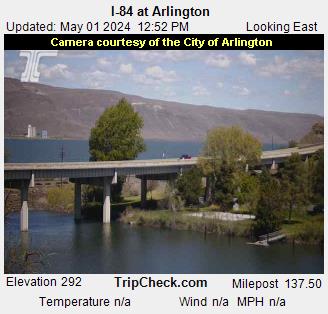 I-84 at Arlington
Updated: May 01 2024 12:52 PM Looking East
Camera courtesy of the City of Arlington
Elevation 292 TripCheck.com Milepost 137.50
Temperature n/a Wind n/a MPH n/a